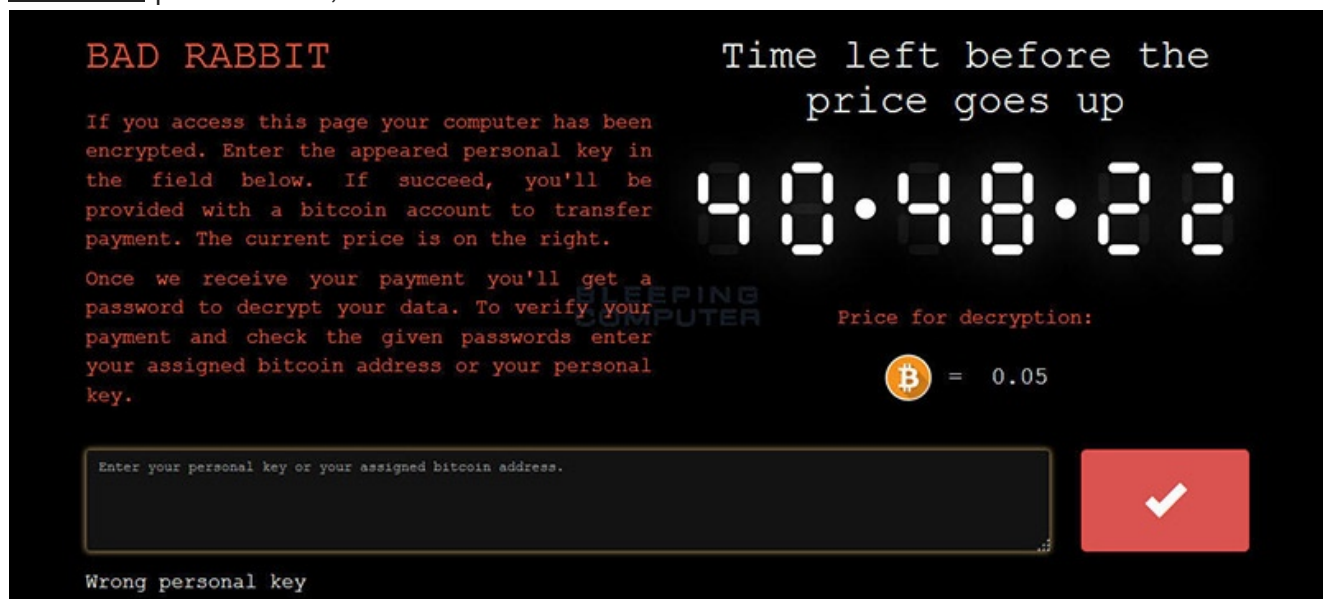 BAD RABBIT
If you access this page your computer has been
encrypted. Enter the appeared personal key in
the field below. If succeed, you'll be
provided with a bitcoin account to transfer
payment. The current price is on the right.
Once we receive your payment you'll get a
password to decrypt your data. To verify your
payment and check the given passwords enter
your assigned bitcoin address or your personal
key.
Time left before the
price goes up
40·48·22
BLEEPING
COMPUTER
Price for decryption:
B = 0.05
Enter your personal key or your assigned bitcoin address.
Wrong personal key